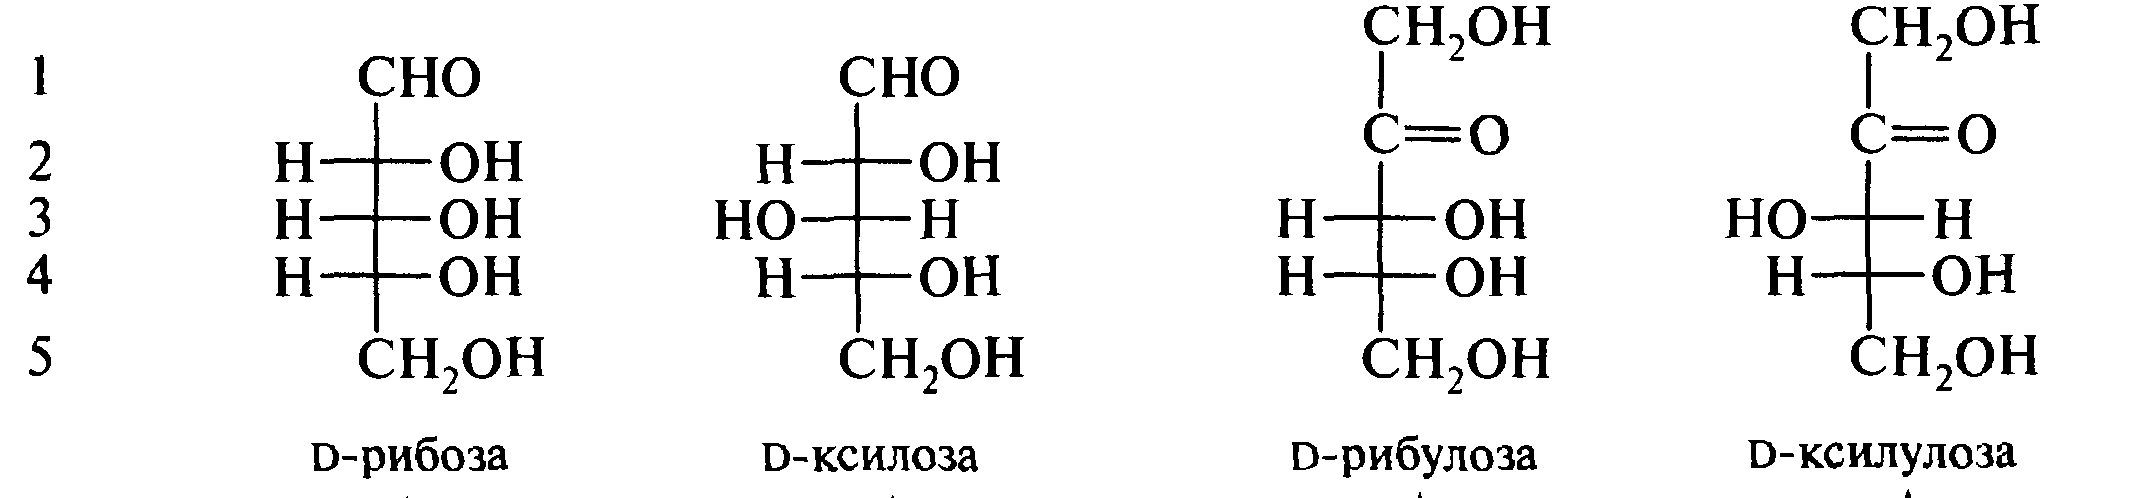 CH₂OH CH₂OH
1 CHO CHO
C=O C=O
2 H OH H OH
3 H OH HO H H OH HO H
4 H OH H OH H OH H OH
5 CH₂OH CH₂OH CH₂OH CH₂OH
D-рибоза D-ксилоза D-рибулоза D-ксилулоза